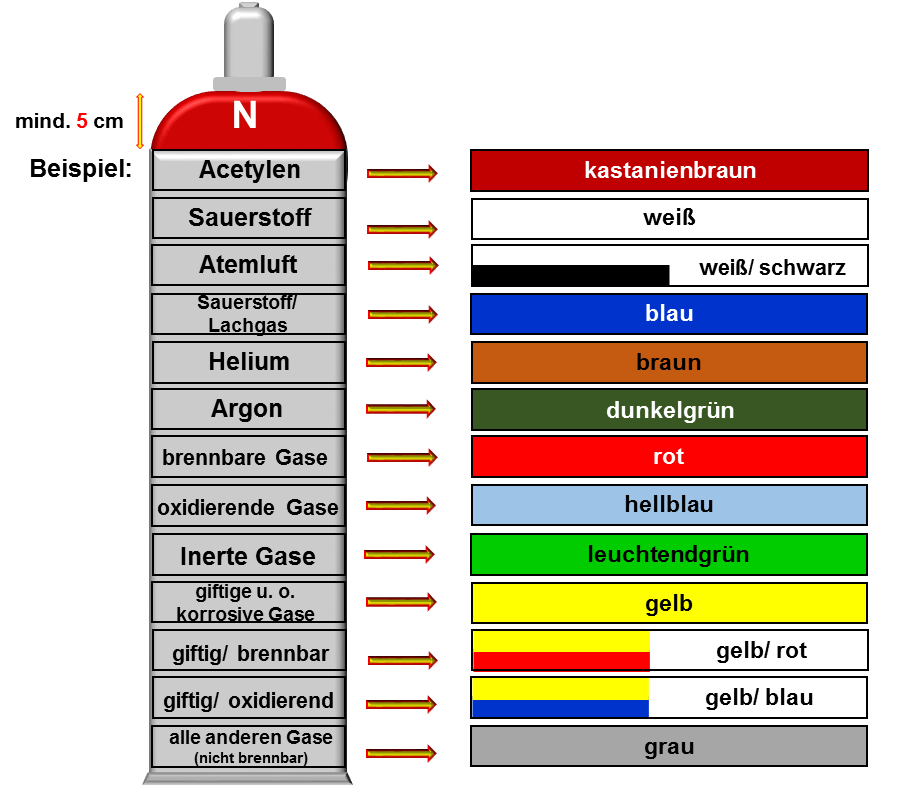 N
mind. 5 cm
Beispiel:
Acetylen
kastanienbraun
Sauerstoff
weiß
Atemluft
weiß/ schwarz
Sauerstoff/
Lachgas
blau
Helium
braun
Argon
dunkelgrün
brennbare Gase
rot
oxidierende Gase
hellblau
Inerte Gase
leuchtendgrün
giftige u. o.
korrosive Gase
gelb
giftig/ brennbar
gelb/ rot
giftig/ oxidierend
gelb/ blau
alle anderen Gase
(nicht brennbar)
grau